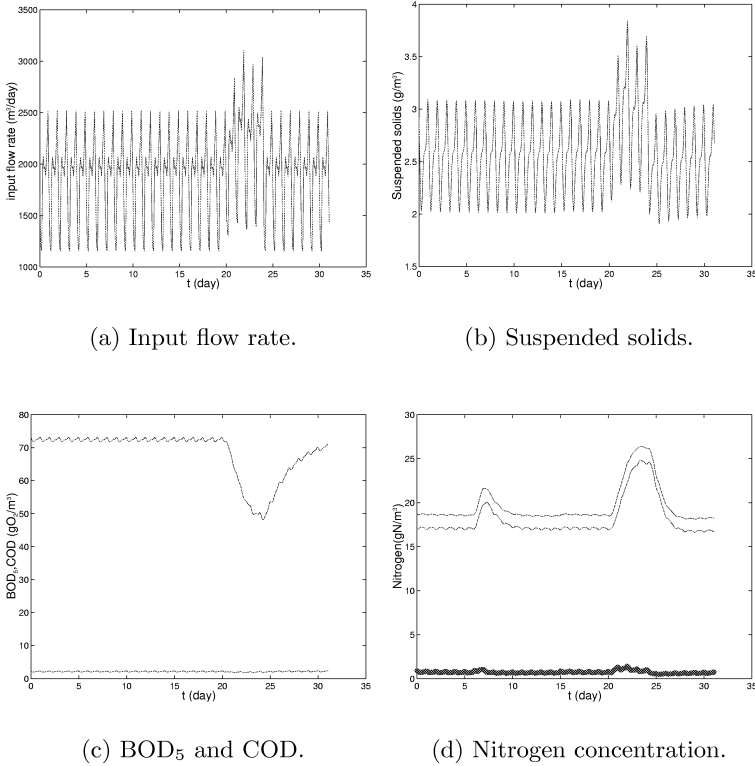 3500
3000
2500
2000
1500
1000
input flow rate (m³/day)
0 5 10 15 20 25 30 35
t (day)
(a) Input flow rate.
4
3.5
3
2.5
2
1.5
Suspended solids (g/m³)
0 5 10 15 20 25 30 35
t (day)
(b) Suspended solids.
80
70
60
50
40
30
20
10
0
BOD₅,COD (gO₂/m³)
0 5 10 15 20 25 30 35
t (day)
(c) BOD₅ and COD.
30
25
20
15
10
5
0
Nitrogen(gN/m³)
0 5 10 15 20 25 30 35
t (day)
(d) Nitrogen concentration.